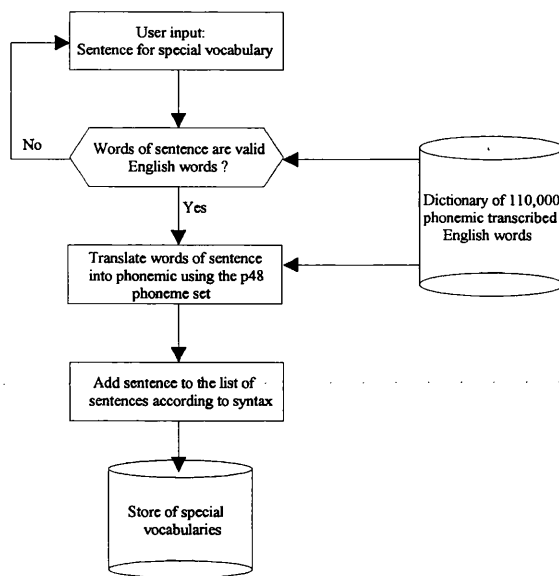 User input:
Sentence for special vocabulary
No
Words of sentence are valid
English words ?
Dictionary of 110,000
phonemic transcribed
English words
Yes
Translate words of sentence
into phonemic using the p48
phoneme set
Add sentence to the list of
sentences according to syntax
Store of special
vocabularies